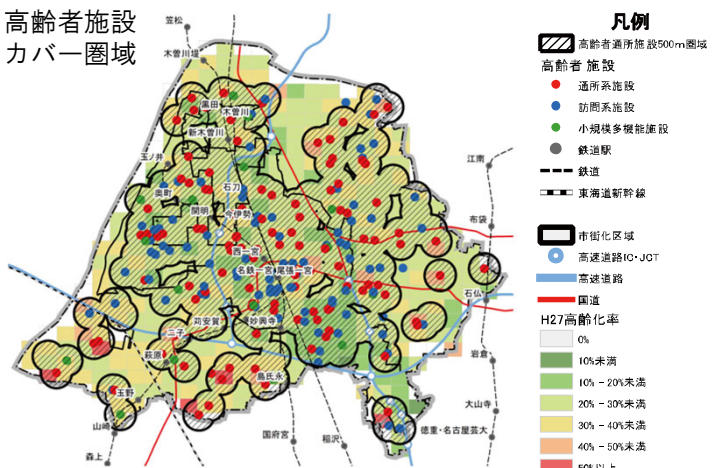 高齢者施設
カバー圏域
凡例
高齢者通所施設500m圏域
高齢者施設
通所系施設
訪問系施設
小規模多機能施設
鉄道駅
鉄道
東海道新幹線
市街化区域
高速道路IC・JCT
高速道路
国道
H27高齢化率
0%
10%未満
10% - 20%未満
20% - 30%未満
30% - 40%未満
40% - 50%未満
50%以上
笠松
木曽川堤
黒田
木曽川
新木曽川
玉ノ井
石刀
奥町
開明
今伊勢
西一宮
名鉄一宮
尾張一宮
苅安賀
妙興寺
二子
萩原
島氏永
玉野
山崎
森上
国府宮
稲沢
江南
布袋
石仏
岩倉
大山寺
徳重・名古屋芸大